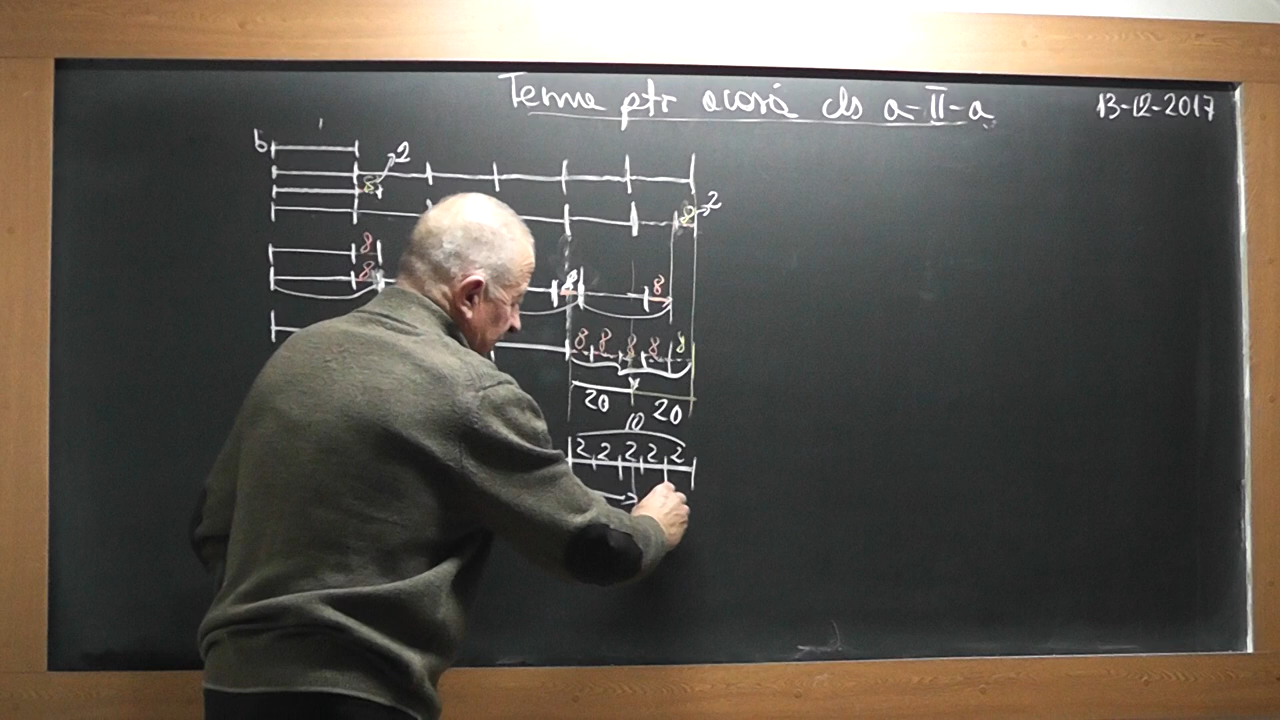 Teme ptr acasă cls a-II-a
13-12-2017
b
2
8
8 2
8
8 8 8
8 8 8 8 8
20 20
10
2 2 2 2 2